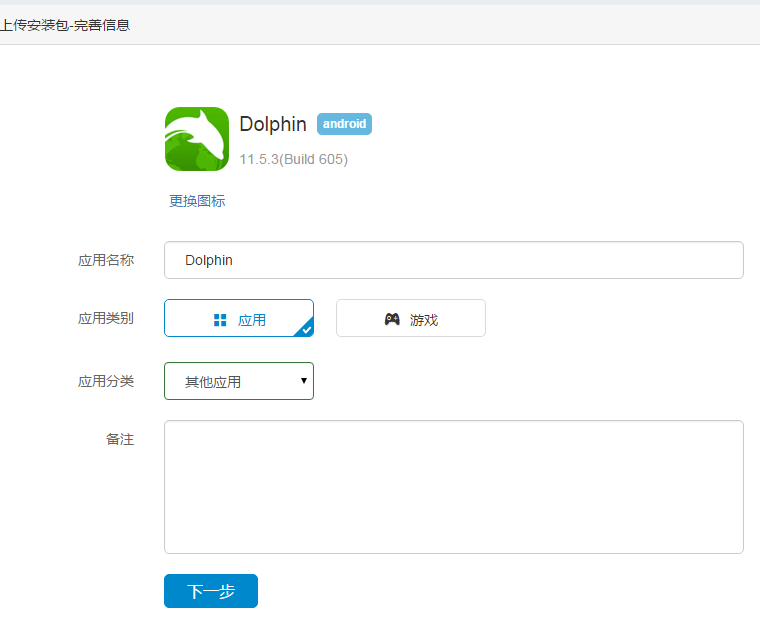 上传安装包-完善信息
Dolphin android
11.5.3(Build 605)
更换图标
应用名称 Dolphin
应用类别 应用 游戏
应用分类 其他应用
备注
下一步